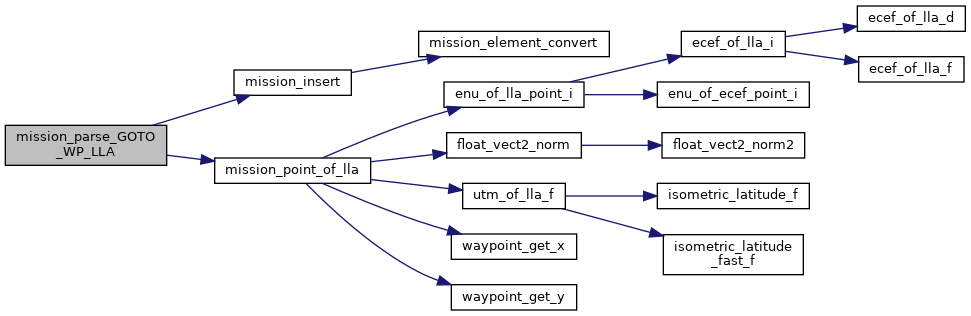 mission_parse_GOTO
_WP_LLA
mission_insert
mission_element_convert
mission_point_of_lla
enu_of_lla_point_i
ecef_of_lla_i
ecef_of_lla_d
ecef_of_lla_f
enu_of_ecef_point_i
float_vect2_norm
float_vect2_norm2
utm_of_lla_f
isometric_latitude_f
isometric_latitude
_fast_f
waypoint_get_x
waypoint_get_y